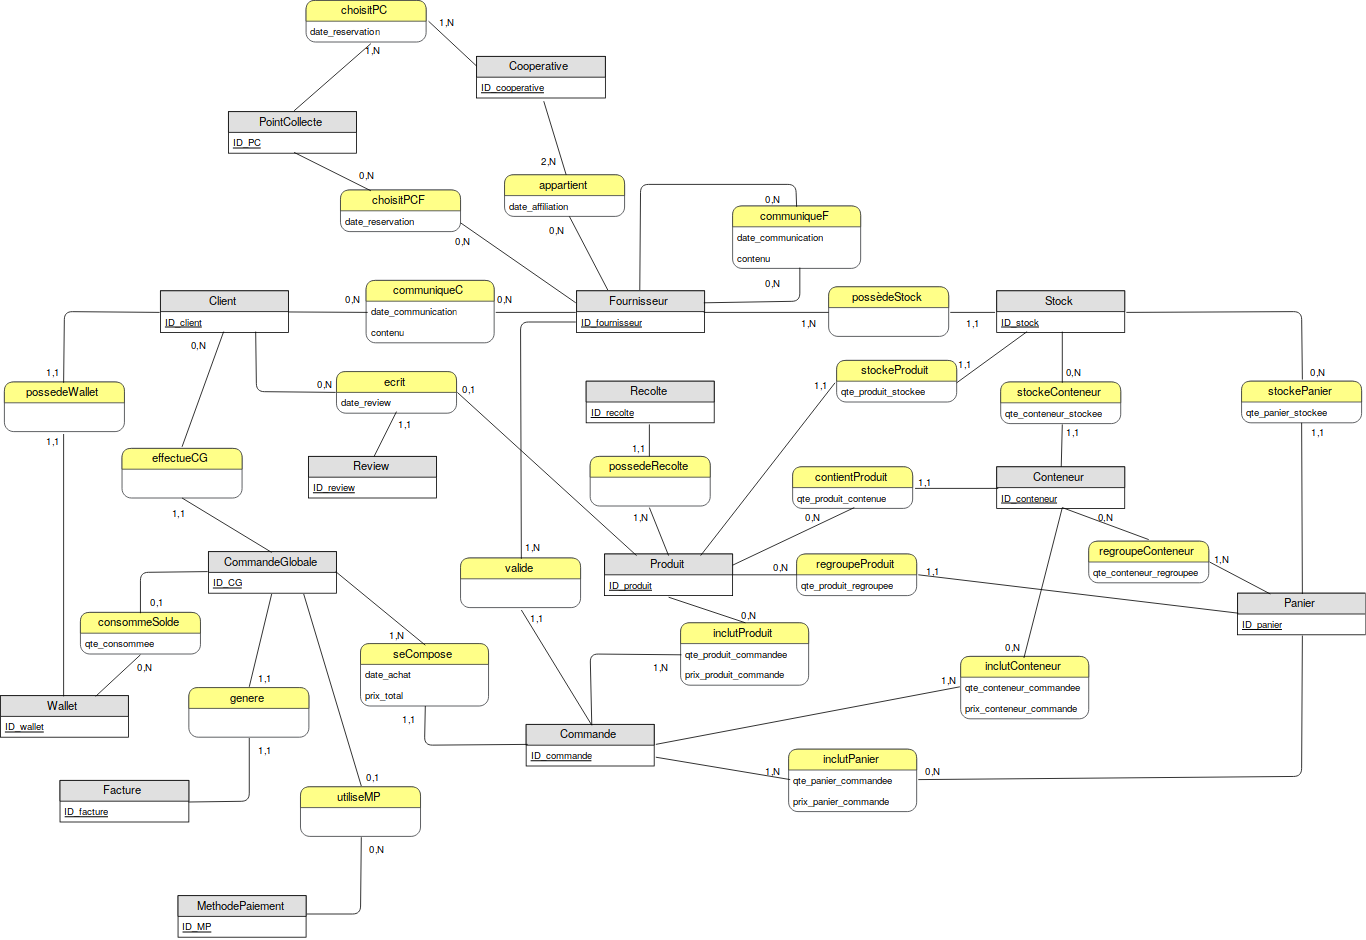 choisitPC
date_reservation
1,N
1,N
Cooperative
ID_cooperative
PointCollecte
ID_PC
0,N
2,N
choisitPCF
date_reservation
0,N
appartient
date_affiliation
0,N
0,N
communiqueF
date_communication
contenu
0,N
Client
ID_client
0,N
communiqueC
date_communication
contenu
0,N
Fournisseur
ID_fournisseur
1,N
possèdeStock
1,1
Stock
ID_stock
1,1
possedeWallet
1,1
0,N
0,N
ecrit
date_review
0,1
1,1
Review
ID_review
Recolte
ID_recolte
1,1
possedeRecolte
1,N
1,1
stockeProduit
qte_produit_stockee
1,1
0,N
stockeConteneur
qte_conteneur_stockee
1,1
0,N
stockePanier
qte_panier_stockee
1,1
effectueCG
1,1
contientProduit
qte_produit_contenue
1,1
0,N
Conteneur
ID_conteneur
0,N
regroupeConteneur
qte_conteneur_regroupee
1,N
CommandeGlobale
ID_CG
1,N
valide
1,1
Produit
ID_produit
0,N
regroupeProduit
qte_produit_regroupee
1,1
Panier
ID_panier
0,1
consommeSolde
qte_consommee
0,N
1,N
seCompose
date_achat
prix_total
1,1
0,N
inclutProduit
qte_produit_commandee
prix_produit_commande
1,N
0,N
inclutConteneur
qte_conteneur_commandee
prix_conteneur_commande
1,N
Wallet
ID_wallet
1,1
genere
1,1
Commande
ID_commande
1,N
inclutPanier
qte_panier_commandee
prix_panier_commande
0,N
Facture
ID_facture
0,1
utiliseMP
0,N
MethodePaiement
ID_MP